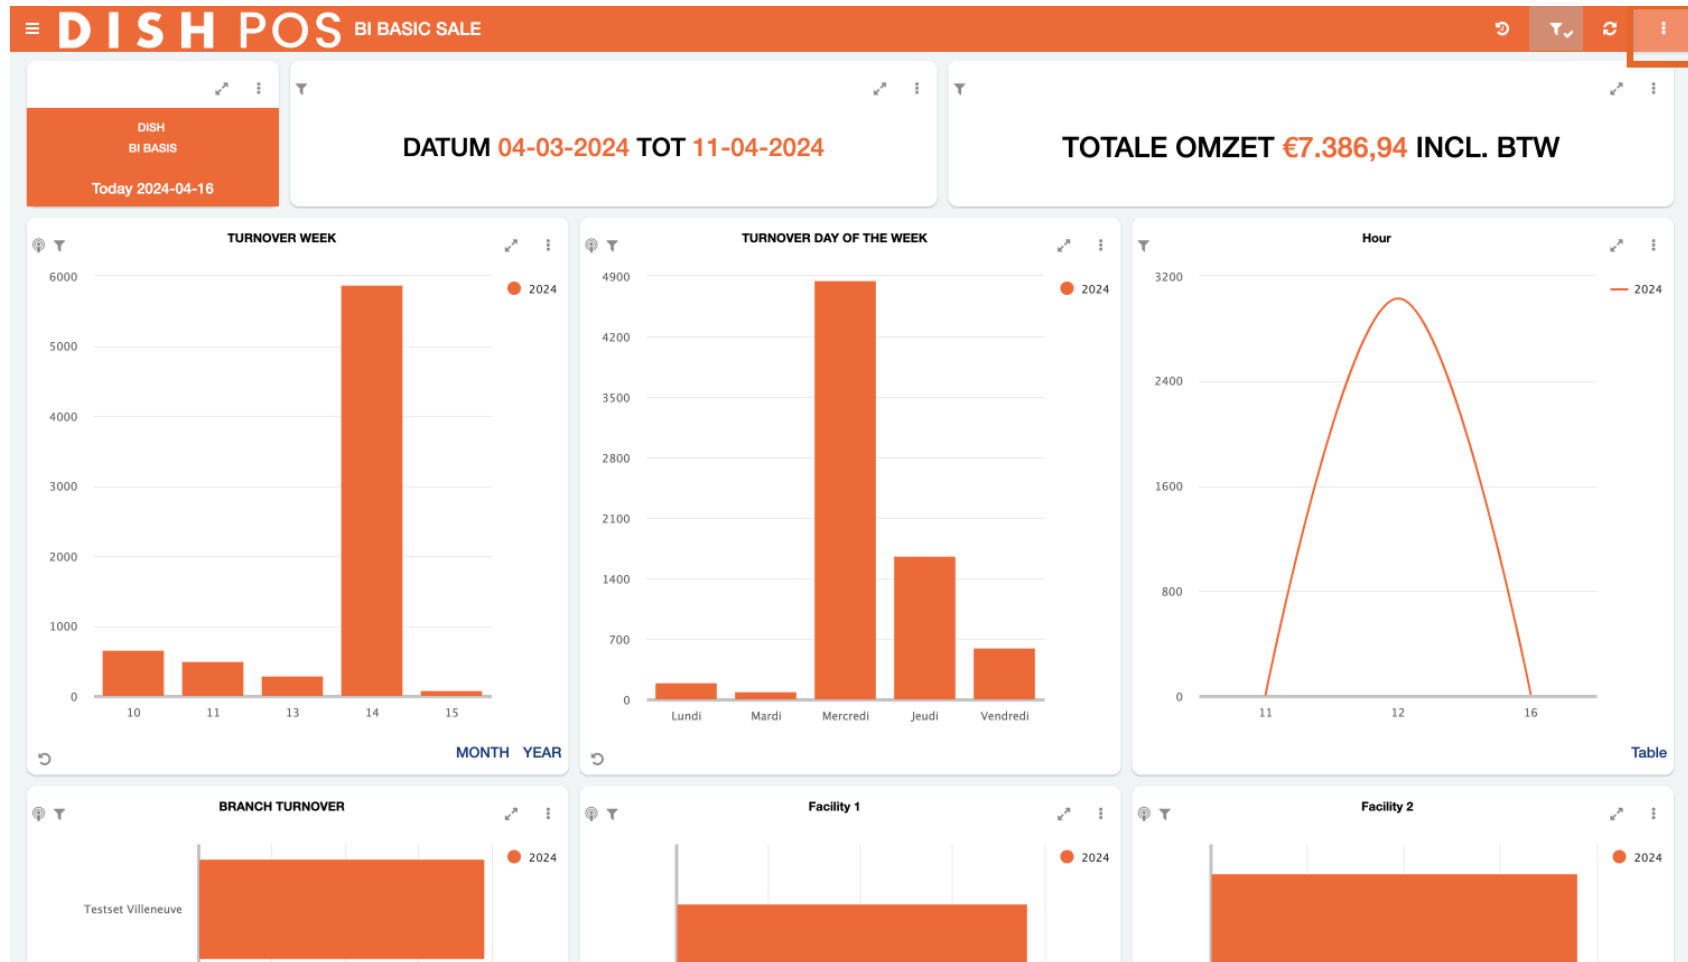 DISH POS BI BASIC SALE
DISH
BI BASIS
Today 2024-04-16
DATUM 04-03-2024 TOT 11-04-2024
TOTALE OMZET €7.386,94 INCL. BTW
TURNOVER WEEK
2024
6000
5000
4000
3000
2000
1000
0
10 11 13 14 15
MONTH YEAR
TURNOVER DAY OF THE WEEK
2024
4900
4200
3500
2800
2100
1400
700
0
Lundi Mardi Mercredi Jeudi Vendredi
Hour
2024
3200
2400
1600
800
0
11 12 16
Table
BRANCH TURNOVER
2024
Testset Villeneuve
Facility 1
2024
Facility 2
2024